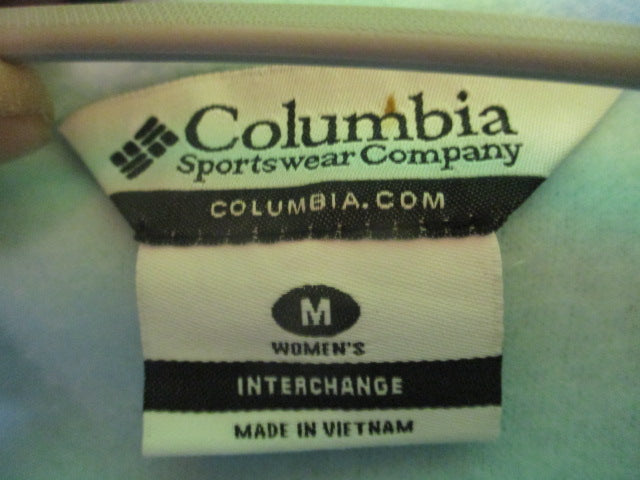 Columbia
Sportswear Company
COLUMBIA.COM
M
WOMEN'S
INTERCHANGE
MADE IN VIETNAM